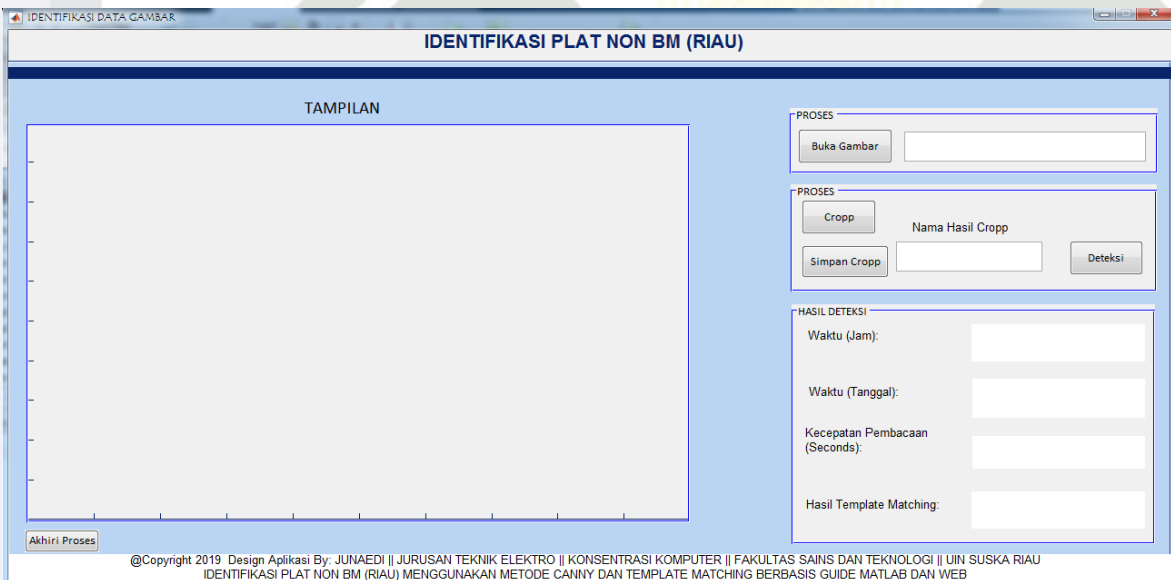 IDENTIFIKASI DATA GAMBAR
IDENTIFIKASI PLAT NON BM (RIAU)
TAMPILAN
PROSES
Buka Gambar
PROSES
Cropp
Nama Hasil Cropp
Simpan Cropp
Deteksi
HASIL DETEKSI
Waktu (Jam):
Waktu (Tanggal):
Kecepatan Pembacaan
(Seconds):
Hasil Template Matching:
Akhiri Proses
@Copyright 2019 Design Aplikasi By: JUNAEDI || JURUSAN TEKNIK ELEKTRO || KONSENTRASI KOMPUTER || FAKULTAS SAINS DAN TEKNOLOGI || UIN SUSKA RIAU
IDENTIFIKASI PLAT NON BM (RIAU) MENGGUNAKAN METODE CANNY DAN TEMPLATE MATCHING BERBASIS GUIDE MATLAB DAN WEB